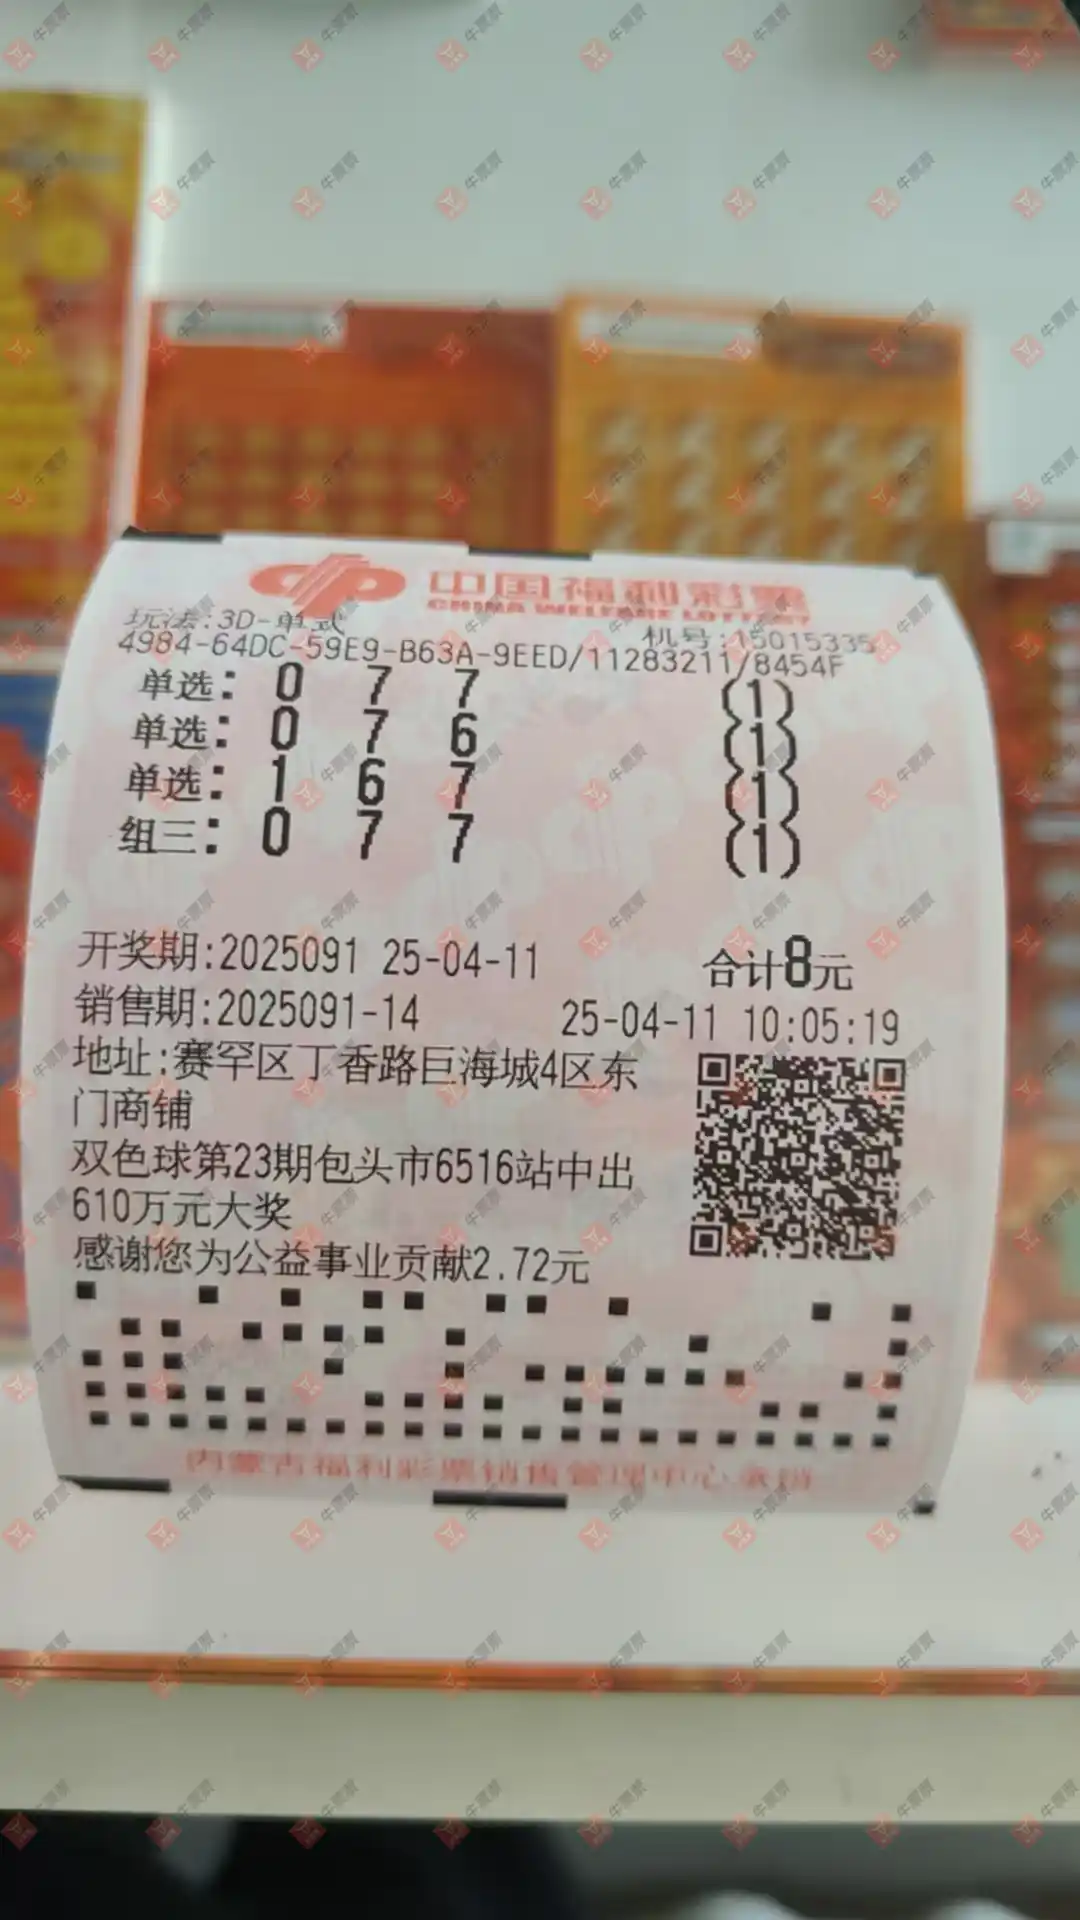 中国福利彩票
CHINA WELFARE LOTTERY
玩法:3D-单式
机号:15015335
4984-64DC-59E9-B63A-9EED/11283211/8454F
单选: 0 7 7 (1)
单选: 0 7 6 (1)
单选: 1 6 7 (1)
组三: 0 7 7 (1)
开奖期:2025091 25-04-11 合计8元
销售期:2025091-14 25-04-11 10:05:19
地址:赛罕区丁香路巨海城4区东
门商铺
双色球第23期包头市6516站中出
610万元大奖
感谢您为公益事业贡献2.72元
内蒙古福利彩票销售管理中心承销
牛票票